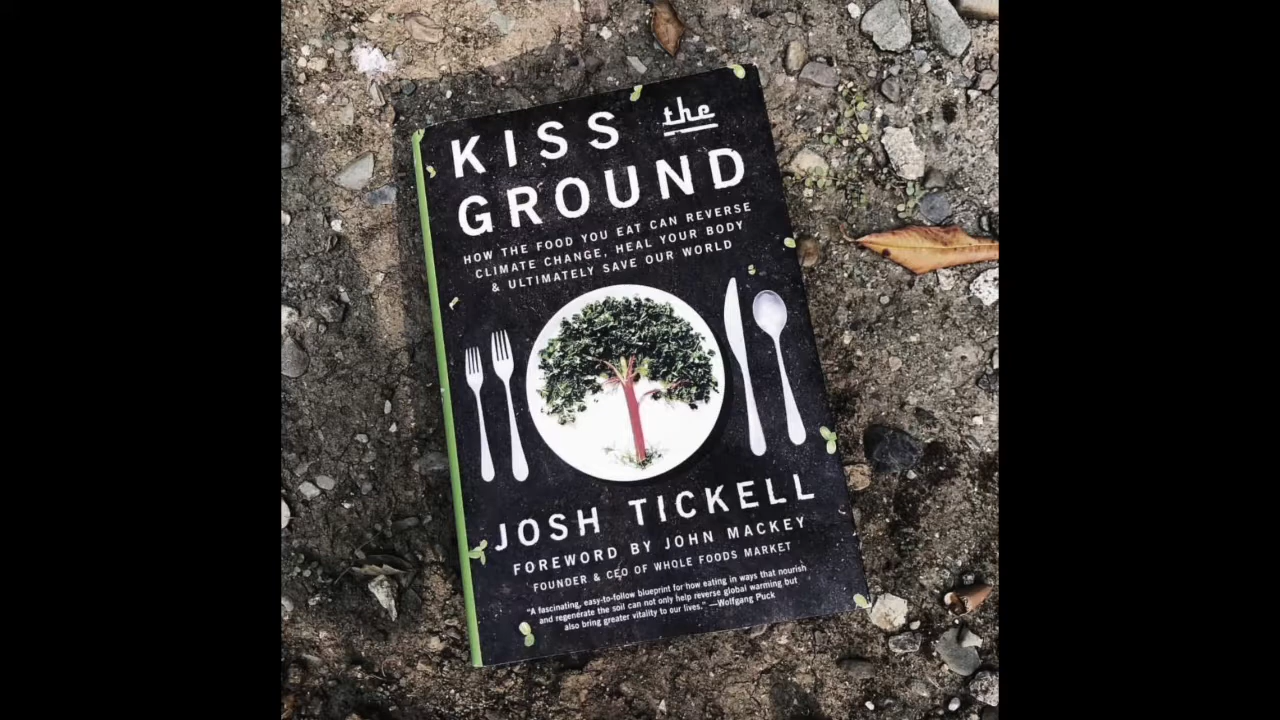 KISS the
GROUND
HOW THE FOOD YOU EAT CAN REVERSE
CLIMATE CHANGE, HEAL YOUR BODY
& ULTIMATELY SAVE OUR WORLD
JOSH TICKELL
FOREWORD BY JOHN MACKEY
FOUNDER & CEO OF WHOLE FOODS MARKET
"A fascinating, easy-to-follow blueprint for how eating in ways that nourish
and regenerate the soil can not only help reverse global warming but
also bring greater vitality to our lives." —Wolfgang Puck